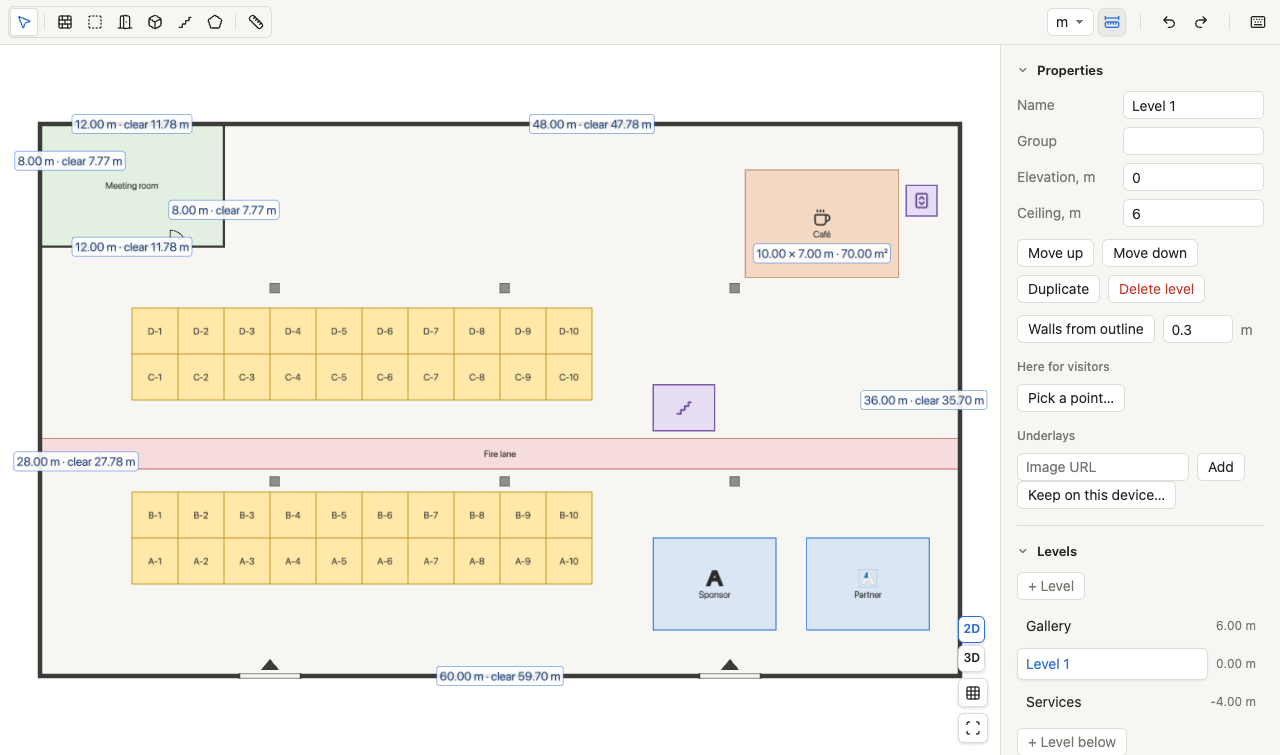 m
Properties
Name
Level 1
Group
Elevation, m
0
Ceiling, m
6
Move up
Move down
Duplicate
Delete level
Walls from outline
0.3
m
Here for visitors
Pick a point...
Underlays
Image URL
Add
Keep on this device...
Levels
+ Level
Gallery
6.00 m
Level 1
0.00 m
Services
-4.00 m
+ Level below
12.00 m · clear 11.78 m
48.00 m · clear 47.78 m
8.00 m · clear 7.77 m
Meeting room
8.00 m · clear 7.77 m
12.00 m · clear 11.78 m
Café
10.00 × 7.00 m · 70.00 m²
D-1 D-2 D-3 D-4 D-5 D-6 D-7 D-8 D-9 D-10
C-1 C-2 C-3 C-4 C-5 C-6 C-7 C-8 C-9 C-10
36.00 m · clear 35.70 m
Fire lane
28.00 m · clear 27.78 m
B-1 B-2 B-3 B-4 B-5 B-6 B-7 B-8 B-9 B-10
A-1 A-2 A-3 A-4 A-5 A-6 A-7 A-8 A-9 A-10
A
Sponsor
A
Partner
60.00 m · clear 59.70 m
2D
3D